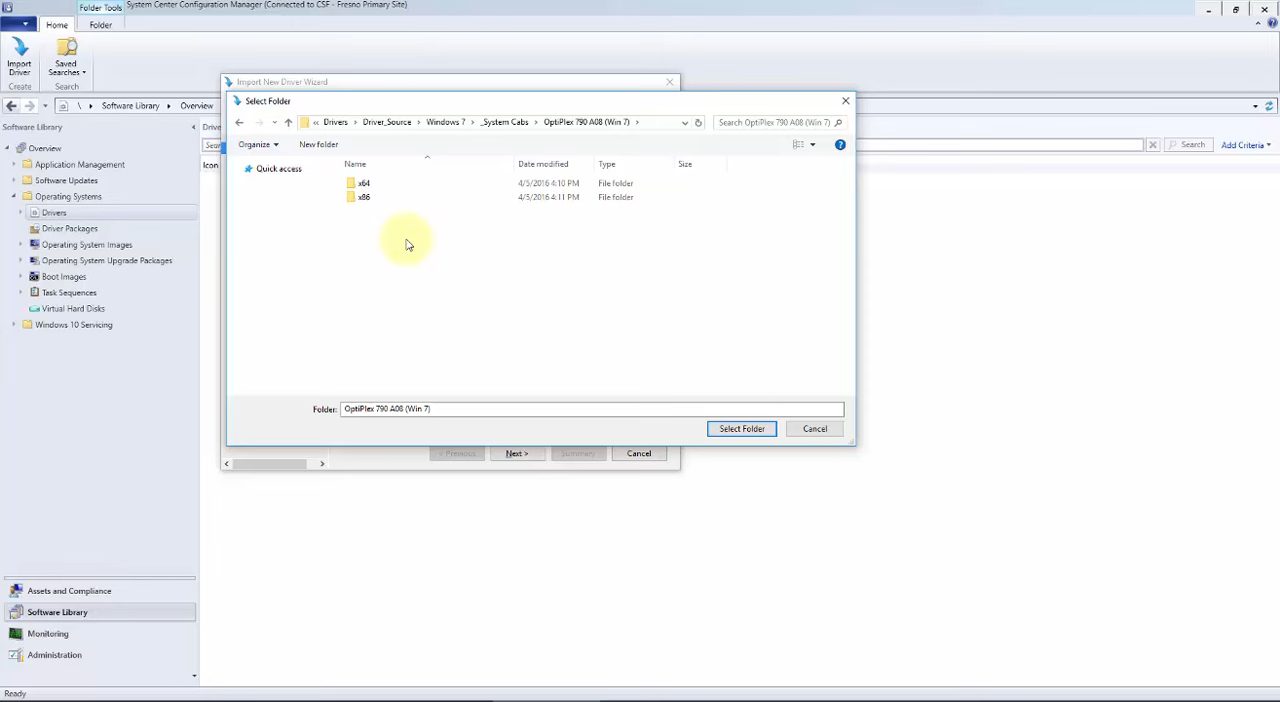 Folder Tools
System Center Configuration Manager (Connected to CSF - Fresno Primary Site)
Home
Folder
Import Driver
Saved Searches
Create
Search
\ Software Library Overview
Software Library
Overview
Application Management
Software Updates
Operating Systems
Drivers
Driver Packages
Operating System Images
Operating System Upgrade Packages
Boot Images
Task Sequences
Virtual Hard Disks
Windows 10 Servicing
Assets and Compliance
Software Library
Monitoring
Administration
Ready
Icon
Search
Add Criteria
Import New Driver Wizard
Select Folder
« Drivers > Driver_Source > Windows 7 > _System Cabs > OptiPlex 790 A08 (Win 7) >
Search OptiPlex 790 A08 (Win 7)
Organize
New folder
Quick access
Name Date modified Type Size
x64 4/5/2016 4:10 PM File folder
x86 4/5/2016 4:11 PM File folder
Folder: OptiPlex 790 A08 (Win 7)
Select Folder
Cancel
< Previous
Next >
Summary
Cancel